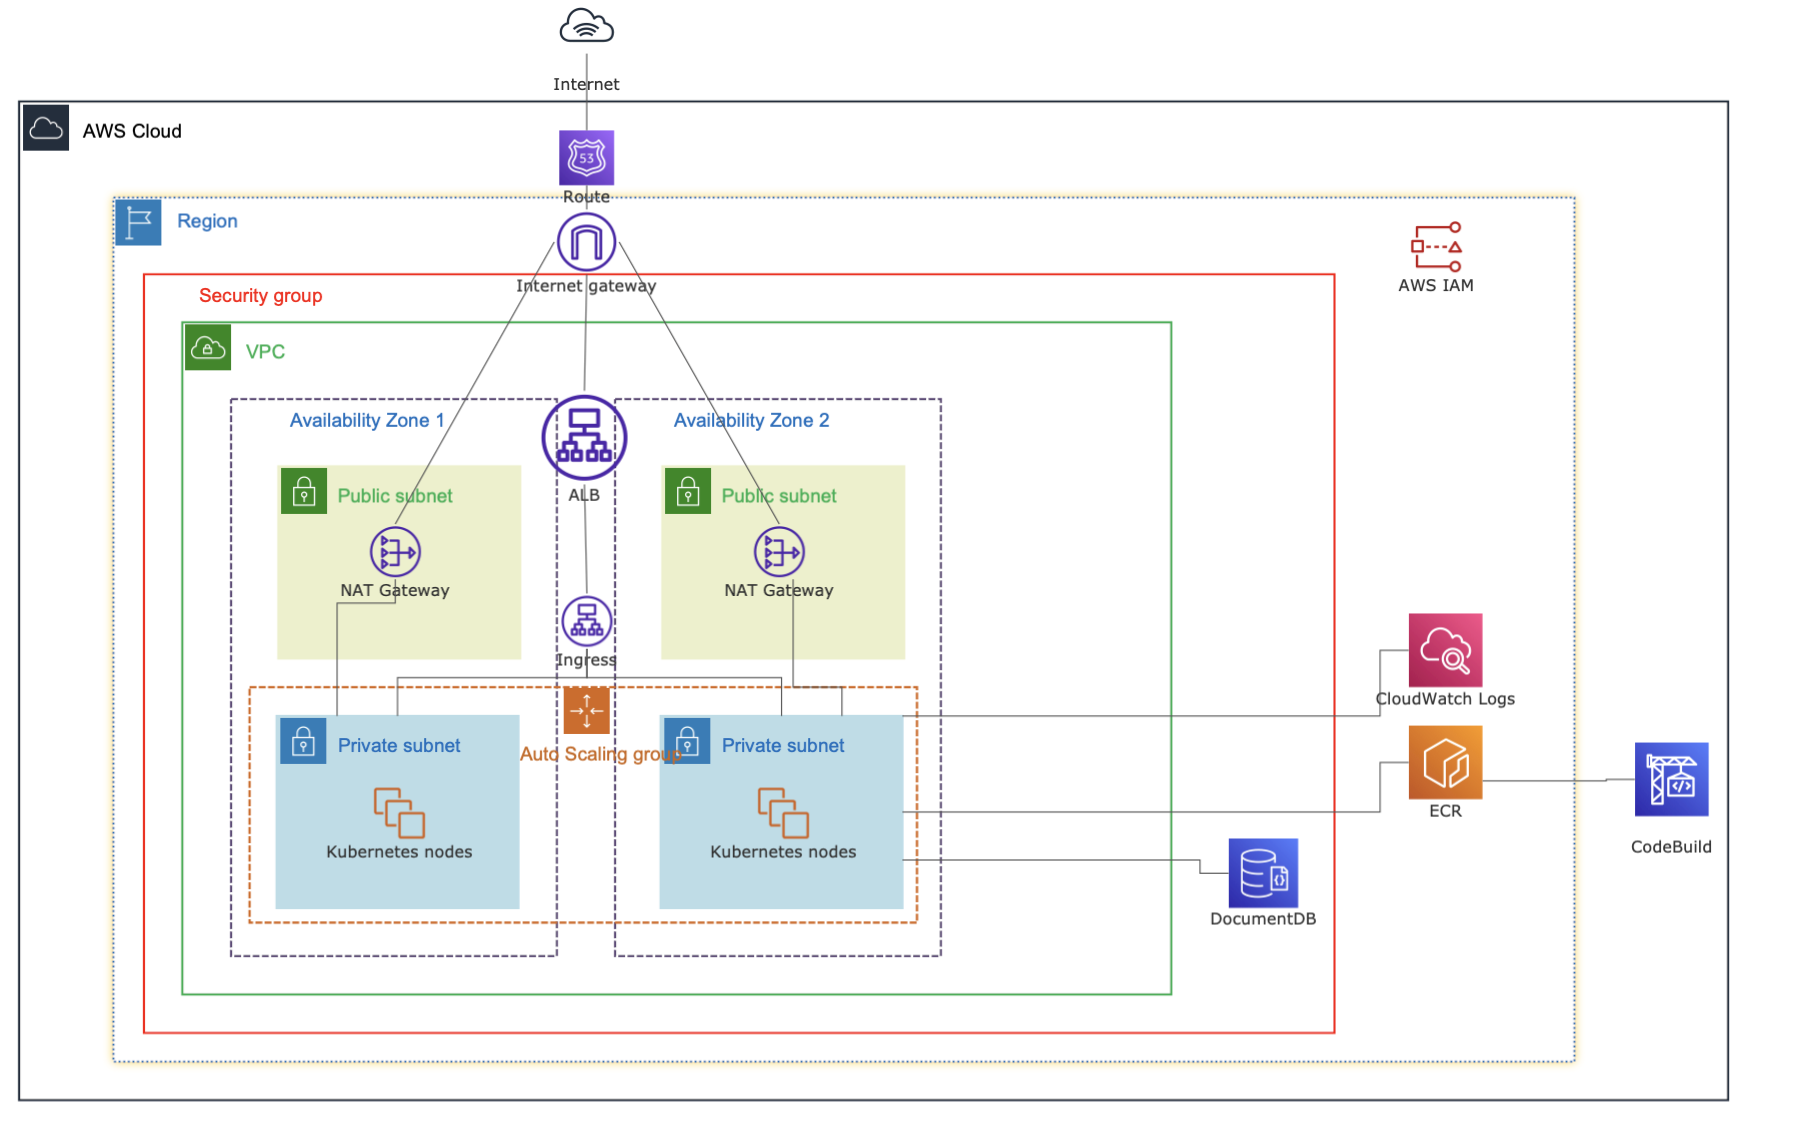 Internet
AWS Cloud
53
Route
Region
Internet gateway
AWS IAM
Security group
VPC
Availability Zone 1
Availability Zone 2
ALB
Public subnet
Public subnet
NAT Gateway
NAT Gateway
Ingress
CloudWatch Logs
Private subnet
Auto Scaling group
Private subnet
ECR
Kubernetes nodes
Kubernetes nodes
CodeBuild
DocumentDB